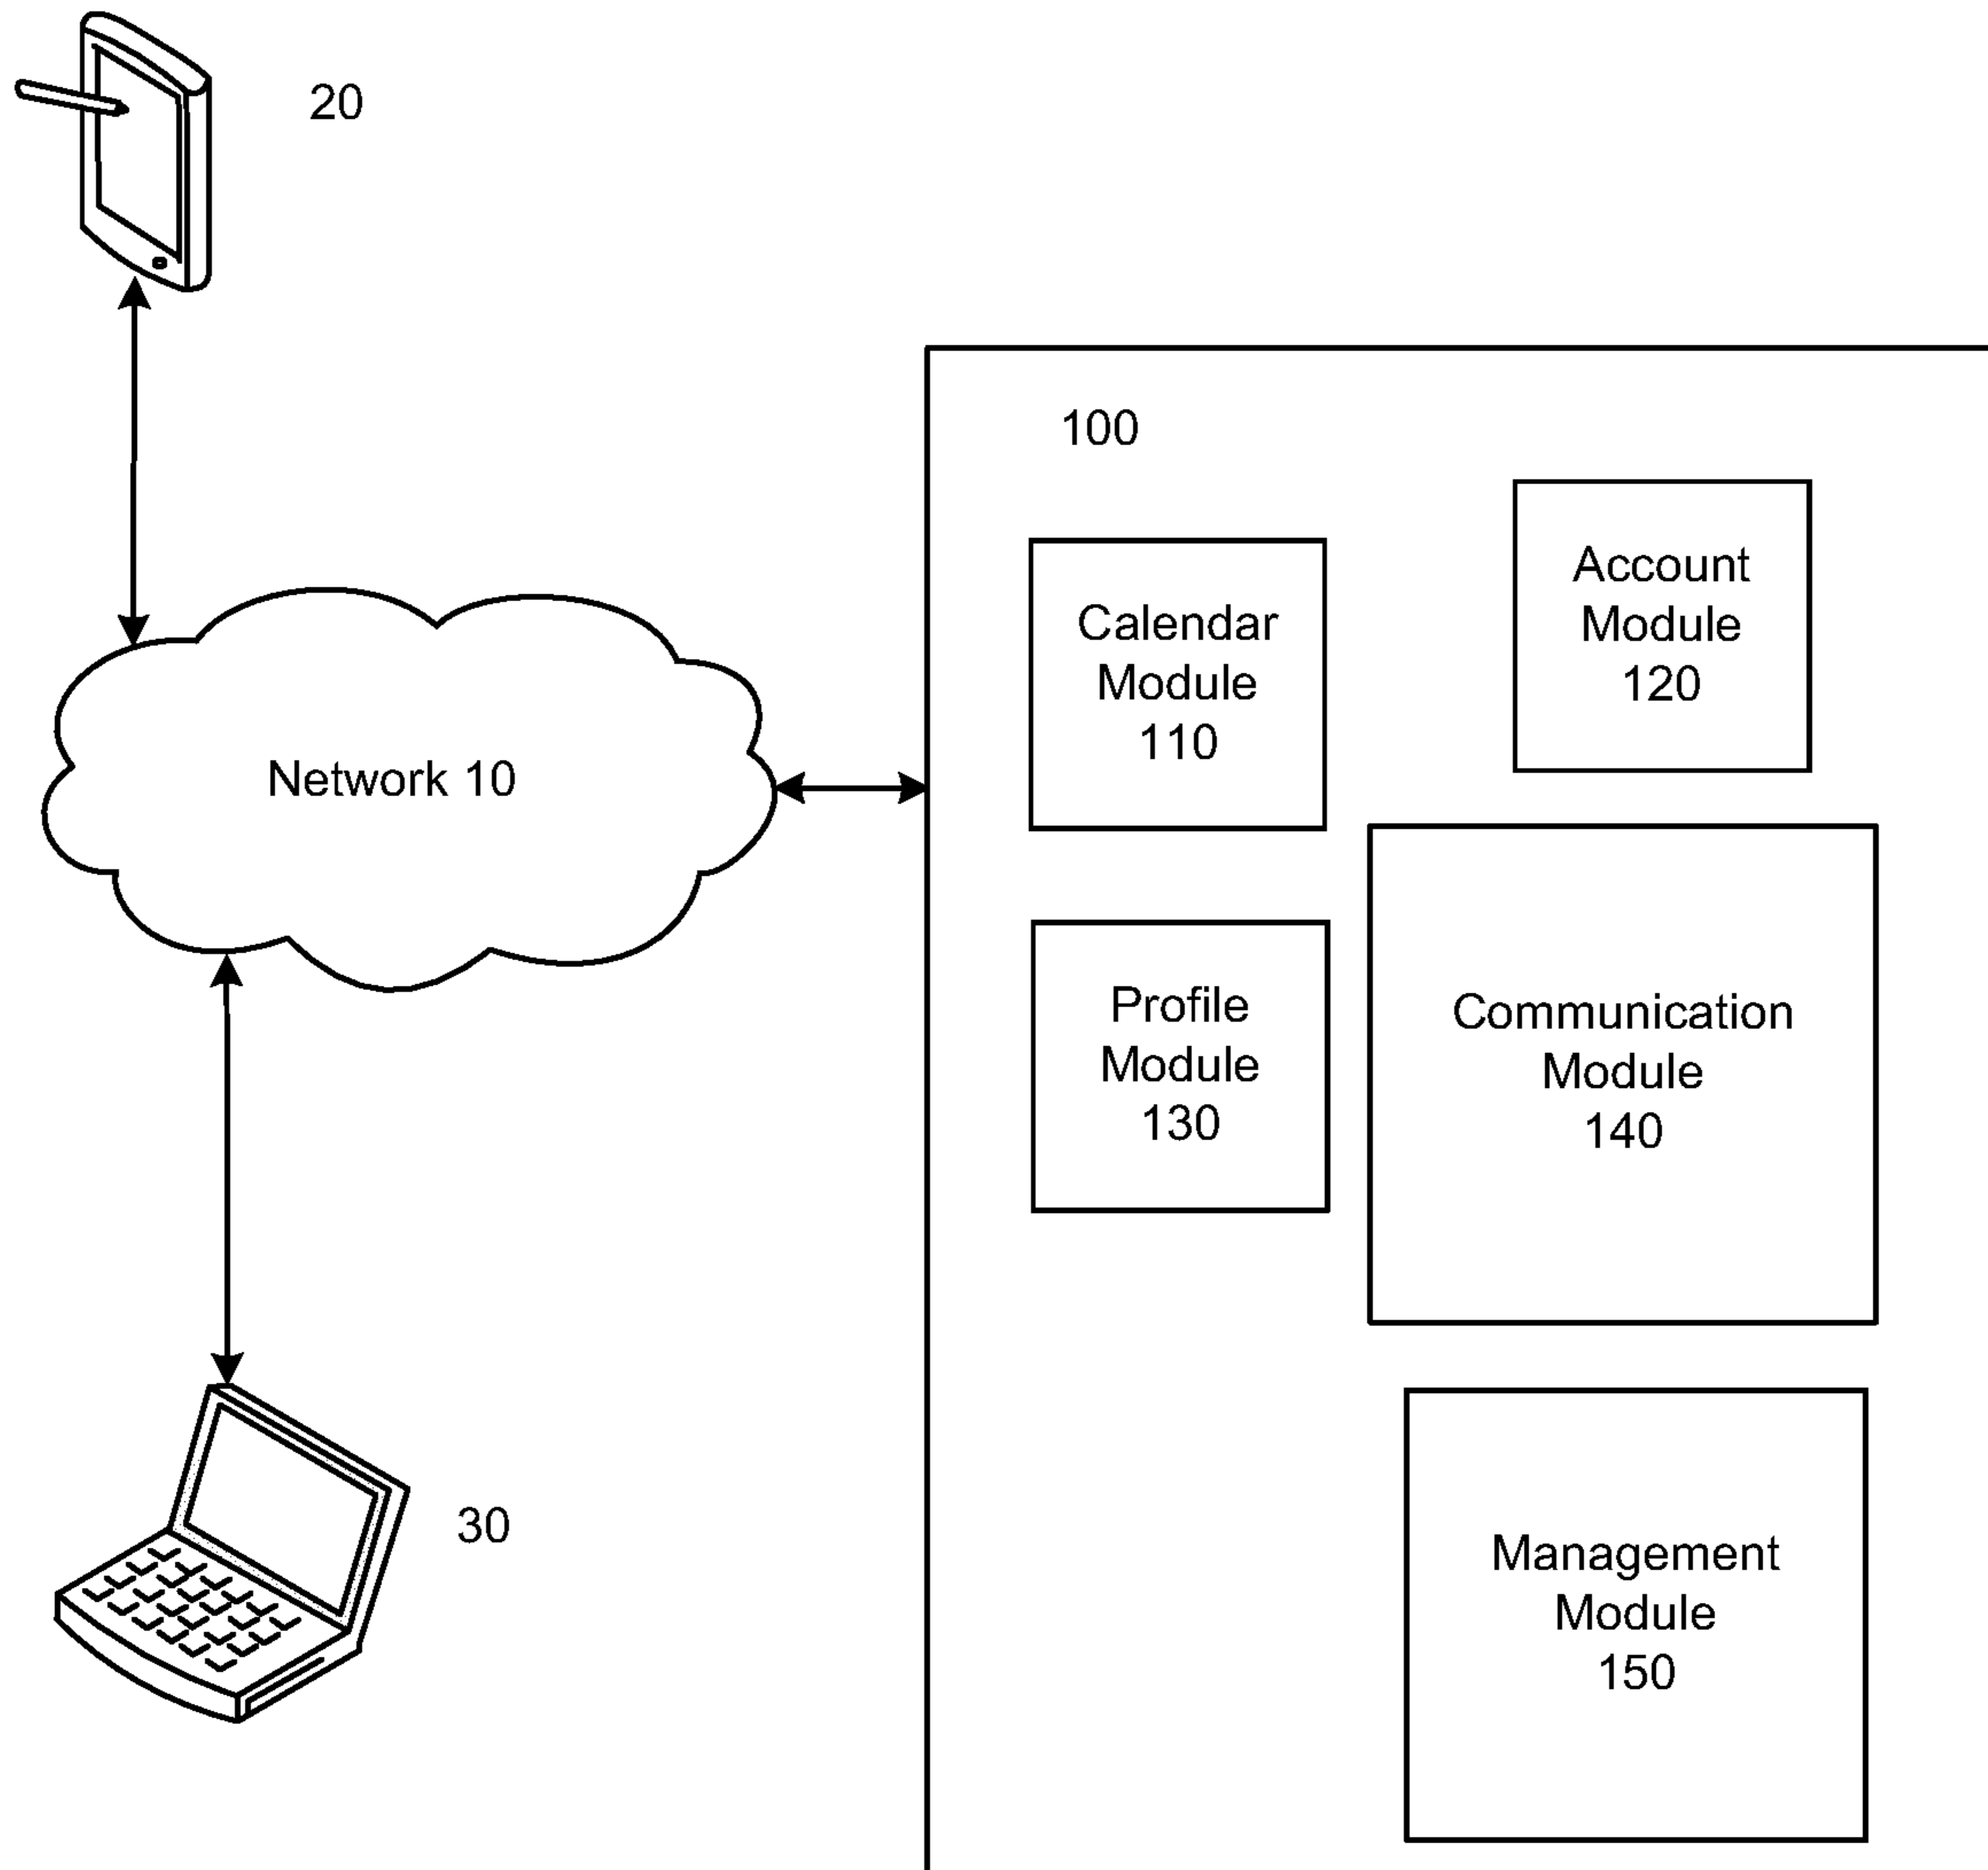 20
100
Account
Module
120
Calendar
Module
110
Network 10
Profile
Module
130
Communication
Module
140
30
Management
Module
150